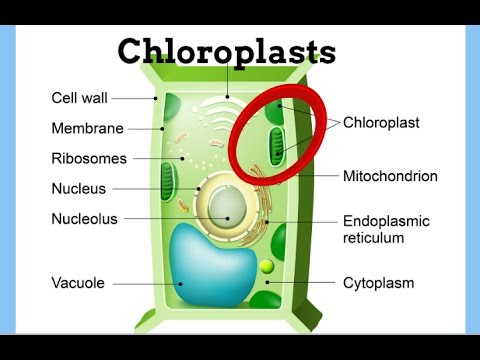 Chloroplasts
Cell wall
Membrane
Ribosomes
Nucleus
Nucleolus
Vacuole
Chloroplast
Mitochondrion
Endoplasmic
reticulum
Cytoplasm